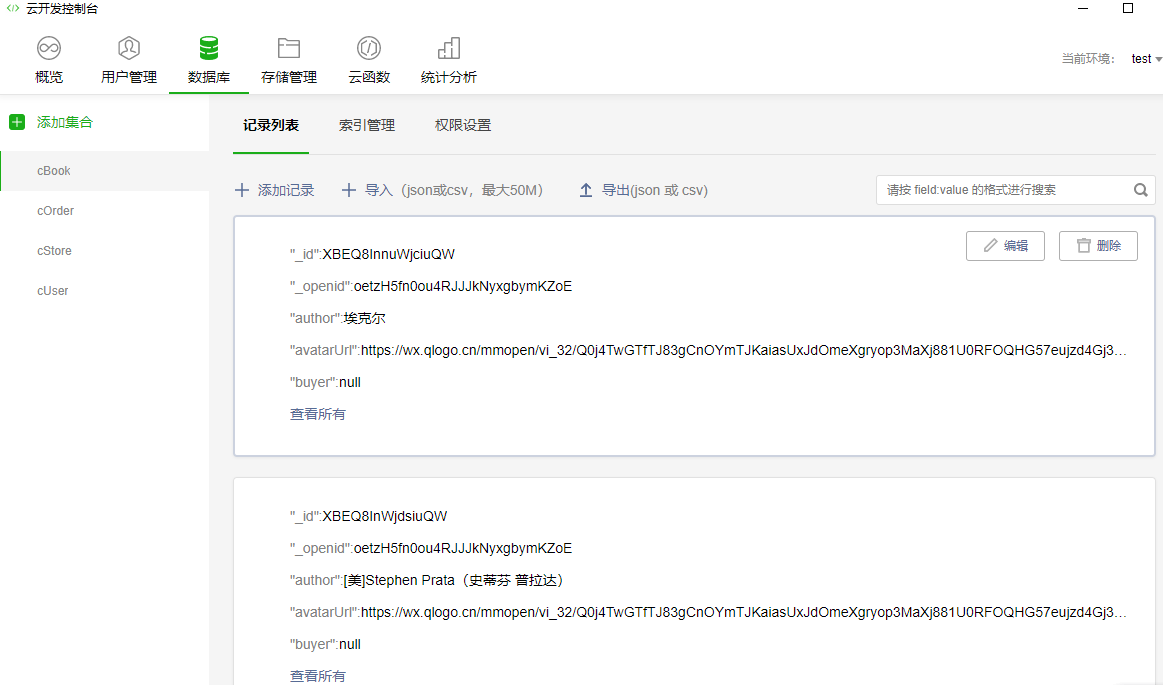 云开发控制台
概览 用户管理 数据库 存储管理 云函数 统计分析 当前环境： test
添加集合
cBook
cOrder
cStore
cUser
记录列表 索引管理 权限设置
添加记录 导入（json或csv，最大50M） 导出(json 或 csv) 请按 field:value 的格式进行搜索
编辑 删除
"_id":XBEQ8InnuWjciuQW
"_openid":oetzH5fn0ou4RJJJkNyxgbymKZoE
"author":埃克尔
"avatarUrl":https://wx.qlogo.cn/mmopen/vi_32/Q0j4TwGTfTJ83gCnOYmTJKaiasUxJdOmeXgryop3MaXj881U0RFOQHG57eujzd4Gj3…
"buyer":null
查看所有
"_id":XBEQ8InWjdsiuQW
"_openid":oetzH5fn0ou4RJJJkNyxgbymKZoE
"author":[美]Stephen Prata（史蒂芬 普拉达）
"avatarUrl":https://wx.qlogo.cn/mmopen/vi_32/Q0j4TwGTfTJ83gCnOYmTJKaiasUxJdOmeXgryop3MaXj881U0RFOQHG57eujzd4Gj3…
"buyer":null
查看所有